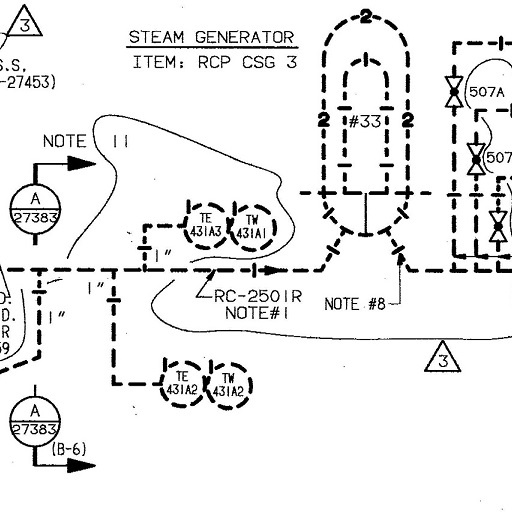 3
S.S,
-27453)
STEAM GENERATOR
ITEM: RCP CSG 3
2
2
#33
2
507A
507
NOTE 11
A
27383
TE
431A3
TW
431A1
1"
1"
1"
RC-2501R
NOTE#1
NOTE #8
D.
R
59
3
TE
431A2
TW
431A2
A
27383
(B-6)